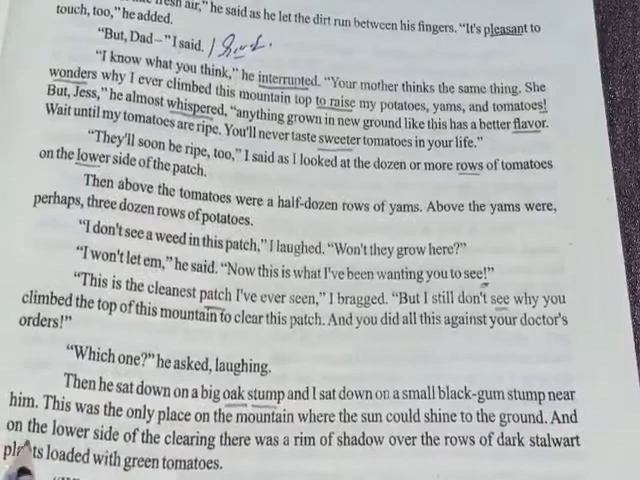 fresh air," he said as he let the dirt run between his fingers. "It's pleasant to
touch, too," he added.
"But, Dad–" I said.
"I know what you think," he interrupted. "Your mother thinks the same thing. She
wonders why I ever climbed this mountain top to raise my potatoes, yams, and tomatoes!
But, Jess," he almost whispered, "anything grown in new ground like this has a better flavor.
Wait until my tomatoes are ripe. You'll never taste sweeter tomatoes in your life."
"They'll soon be ripe, too," I said as I looked at the dozen or more rows of tomatoes
on the lower side of the patch.
Then above the tomatoes were a half-dozen rows of yams. Above the yams were,
perhaps, three dozen rows of potatoes.
"I don't see a weed in this patch," I laughed. "Won't they grow here?"
"I won't let em," he said. "Now this is what I've been wanting you to see!"
"This is the cleanest patch I've ever seen," I bragged. "But I still don't see why you
climbed the top of this mountain to clear this patch. And you did all this against your doctor's
orders!"
"Which one?" he asked, laughing.
Then he sat down on a big oak stump and I sat down on a small black-gum stump near
him. This was the only place on the mountain where the sun could shine to the ground. And
on the lower side of the clearing there was a rim of shadow over the rows of dark stalwart
plants loaded with green tomatoes.